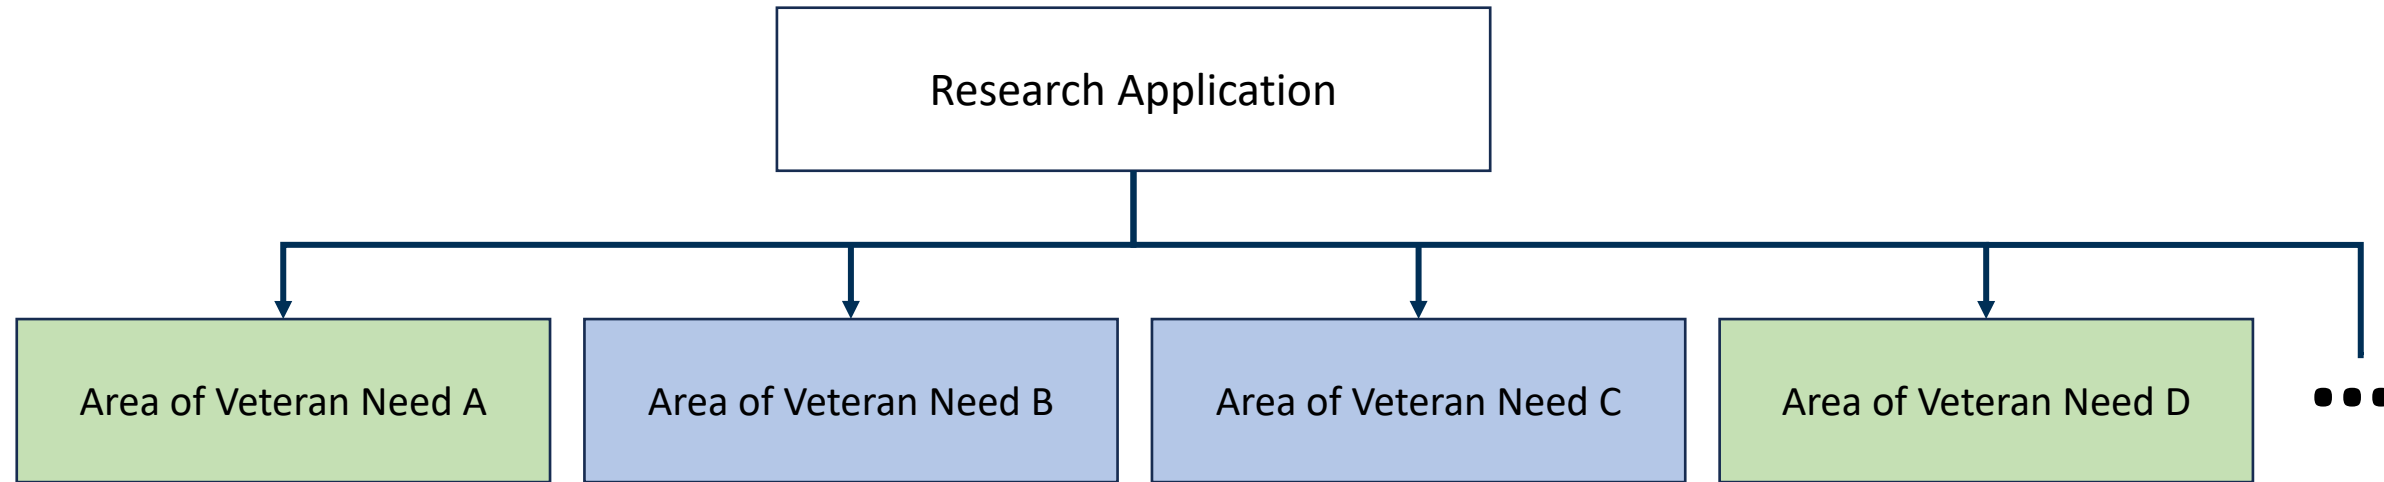 Research Application
Area of Veteran Need A
Area of Veteran Need B
Area of Veteran Need C
Area of Veteran Need D
...